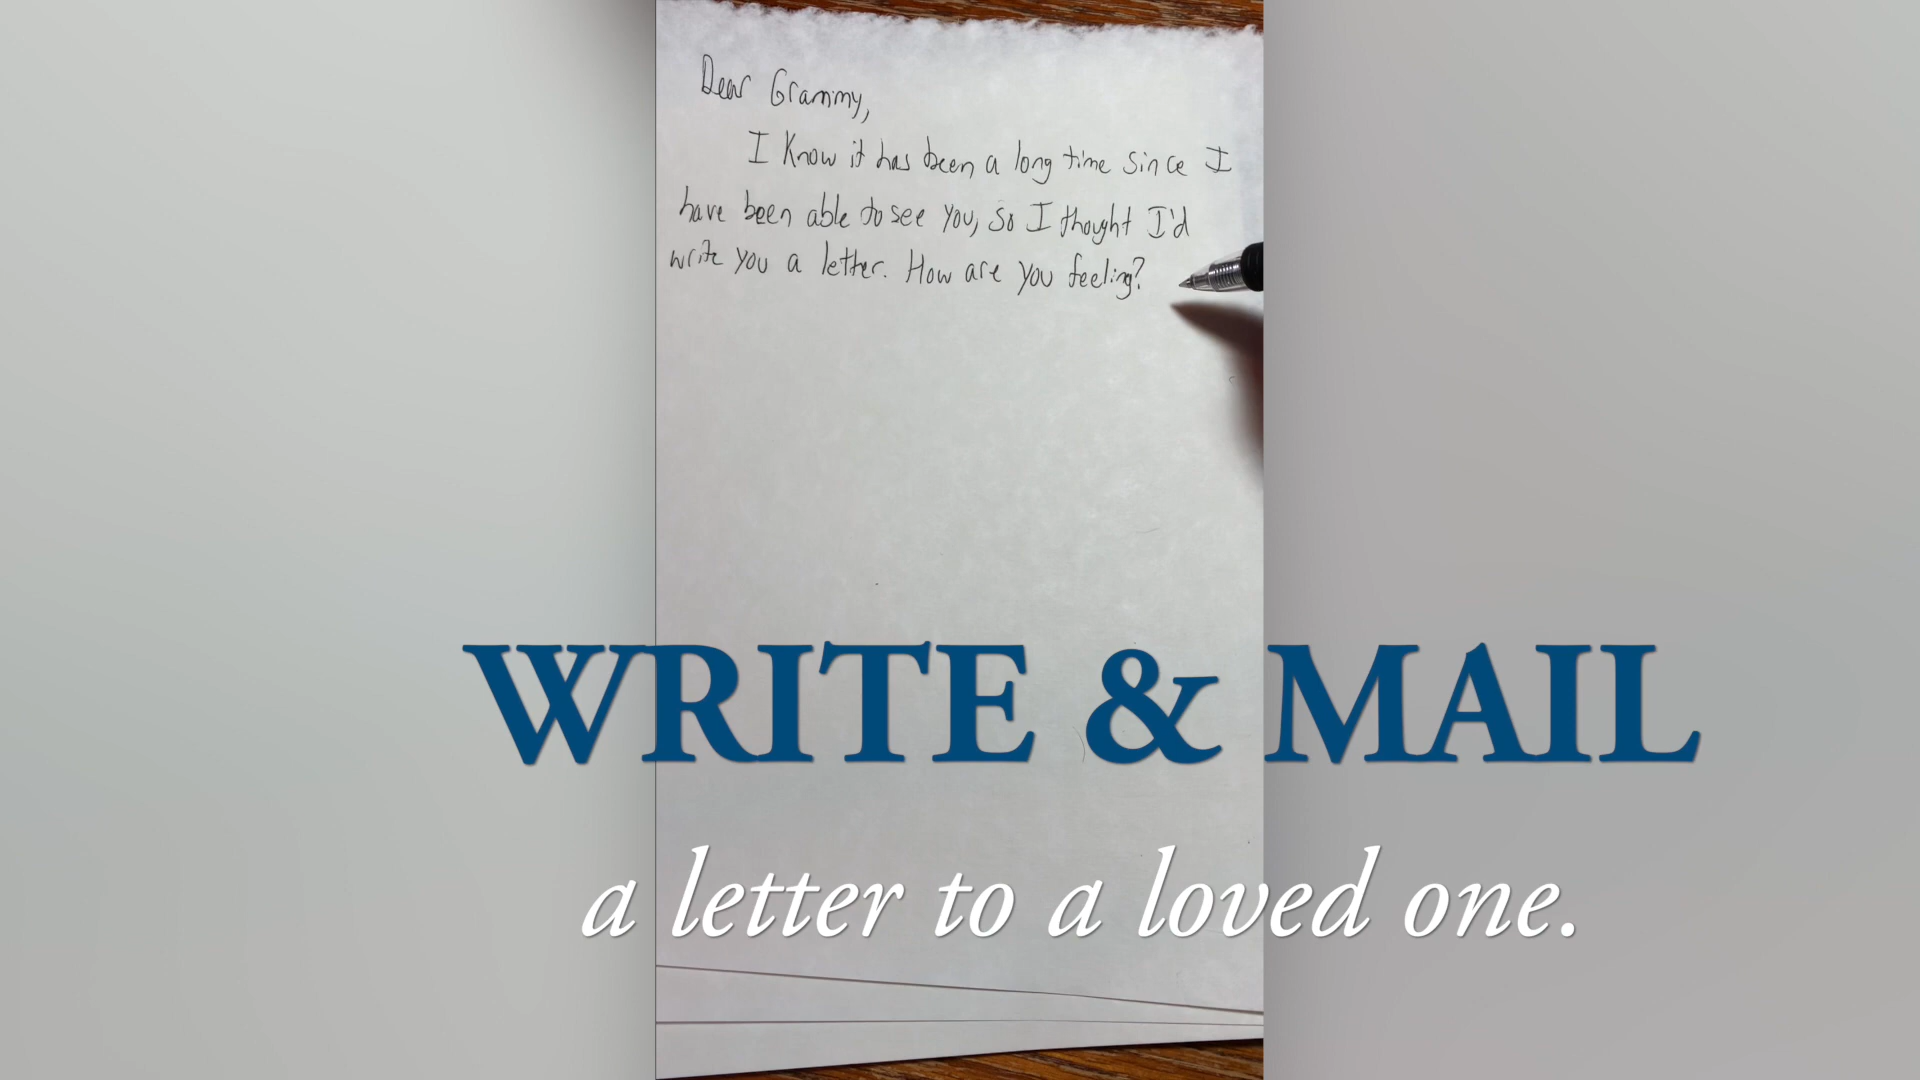 Dear Grammy,
I Know it has been a long time since I
have been able to see you, so I thought I'd
write you a letter. How are you feeling?
WRITE & MAIL
a letter to a loved one.